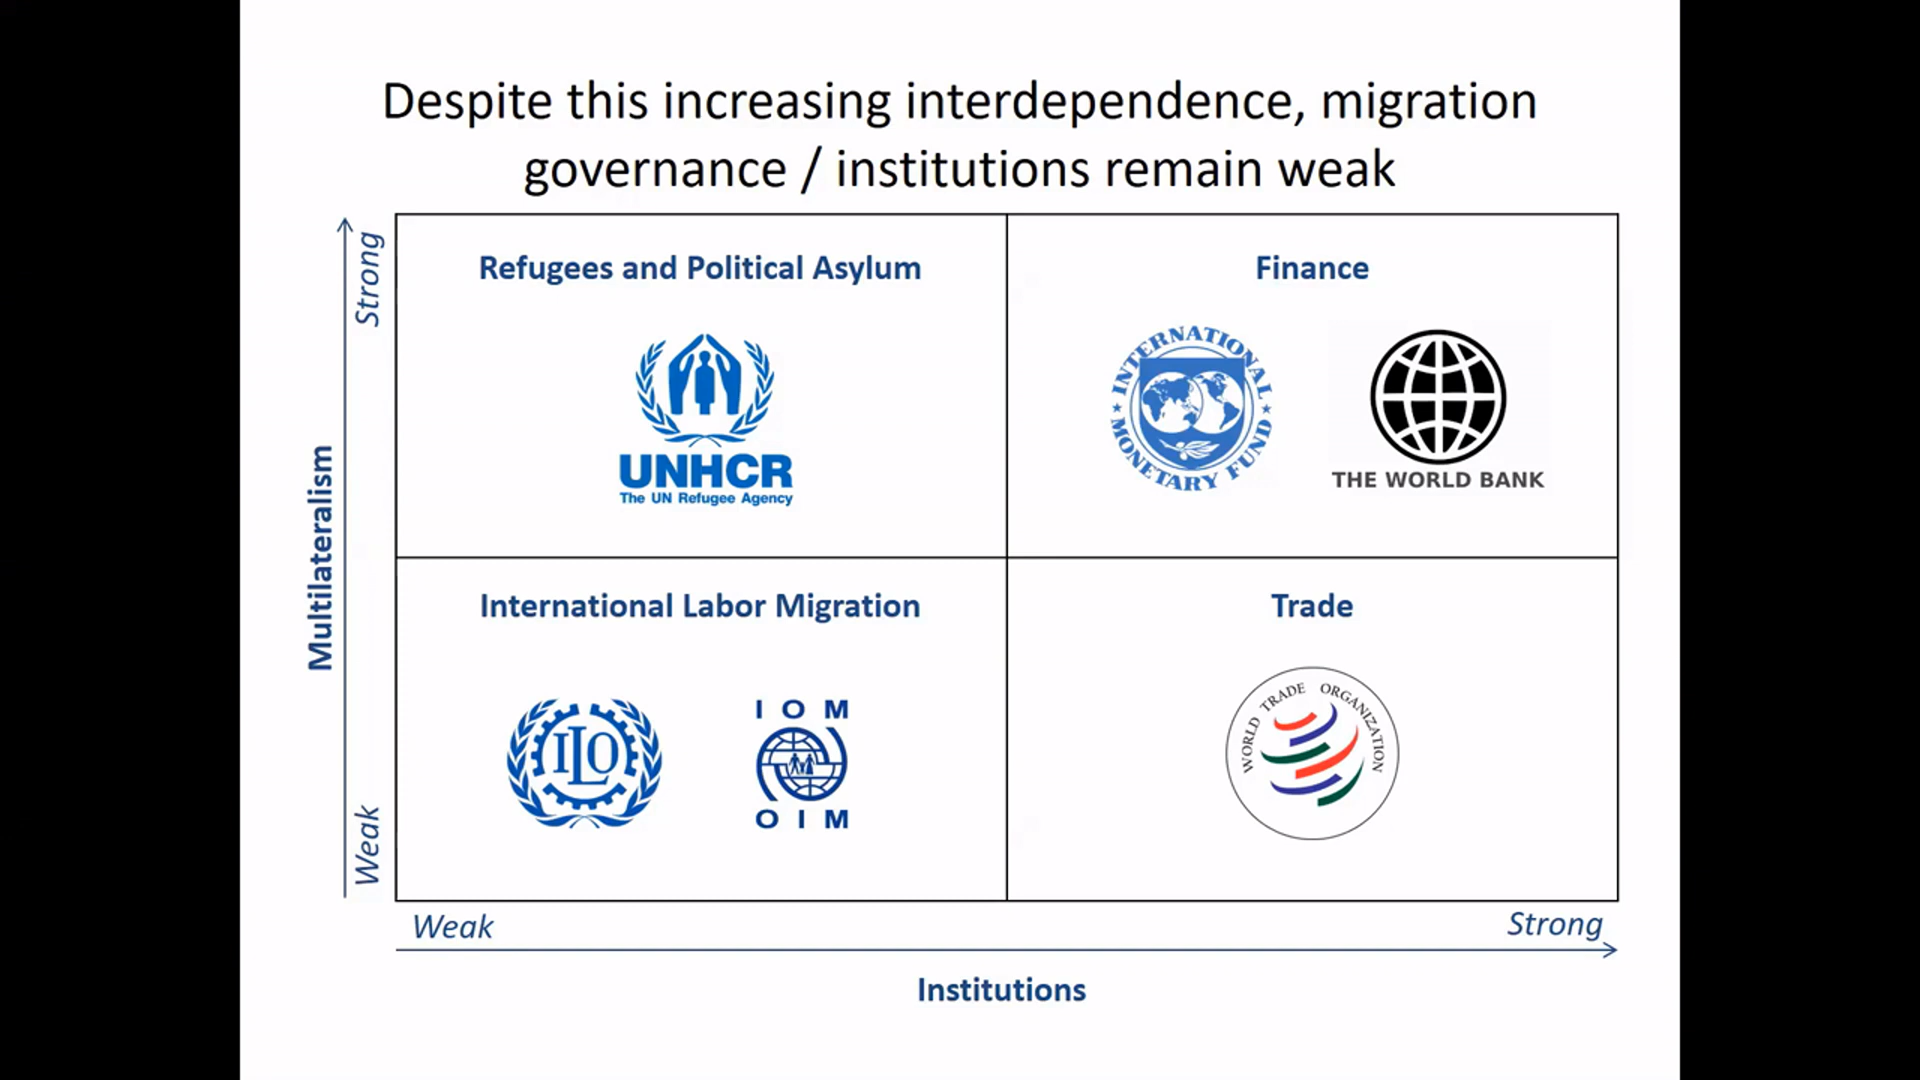 Despite this increasing interdependence, migration
governance / institutions remain weak
Strong
Multilateralism
Weak
Refugees and Political Asylum
UNHCR
The UN Refugee Agency
Finance
INTERNATIONAL MONETARY FUND
THE WORLD BANK
International Labor Migration
ILO
IOM
OIM
Trade
WORLD TRADE ORGANIZATION
Weak
Strong
Institutions